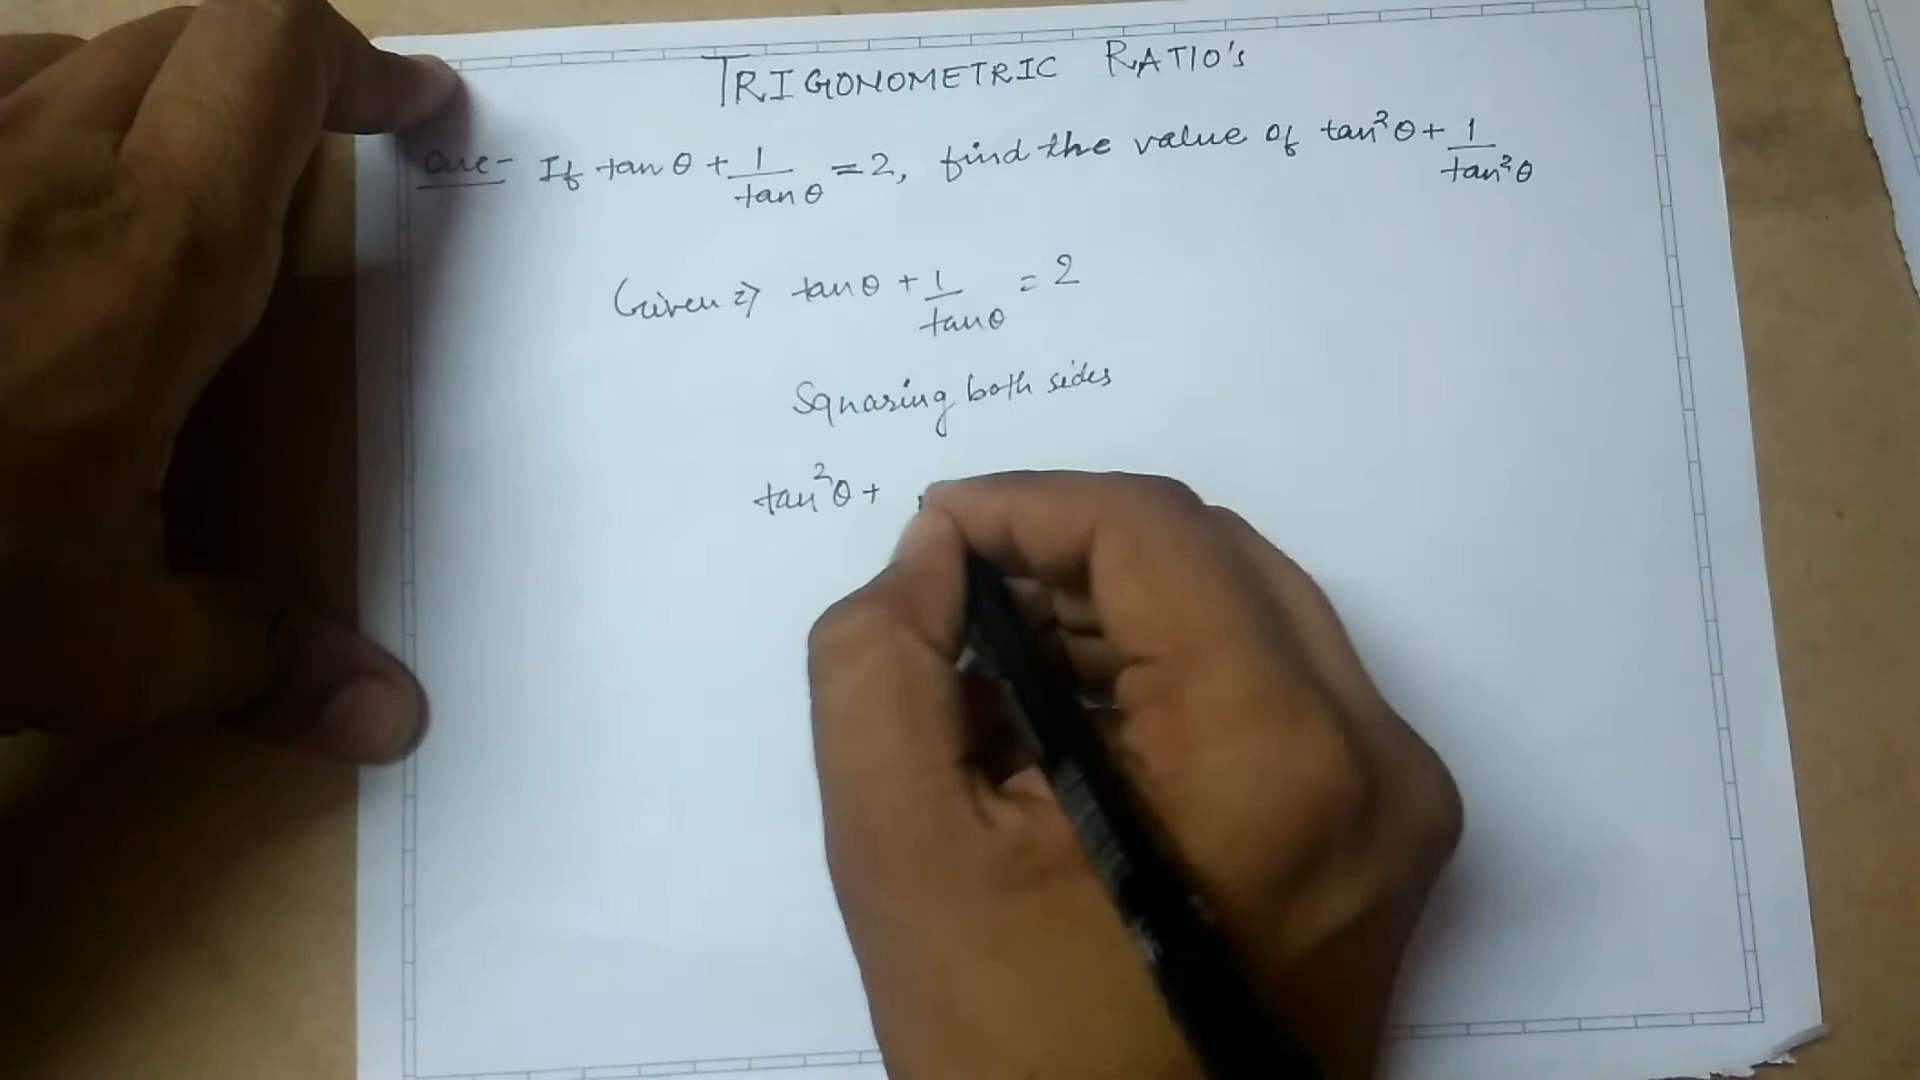 TRIGONOMETRIC RATIO's
Que- If tan θ + 1/tan θ = 2, find the value of tan²θ + 1/tan²θ
Given ⇒ tan θ + 1/tan θ = 2
Squaring both sides
tan²θ +